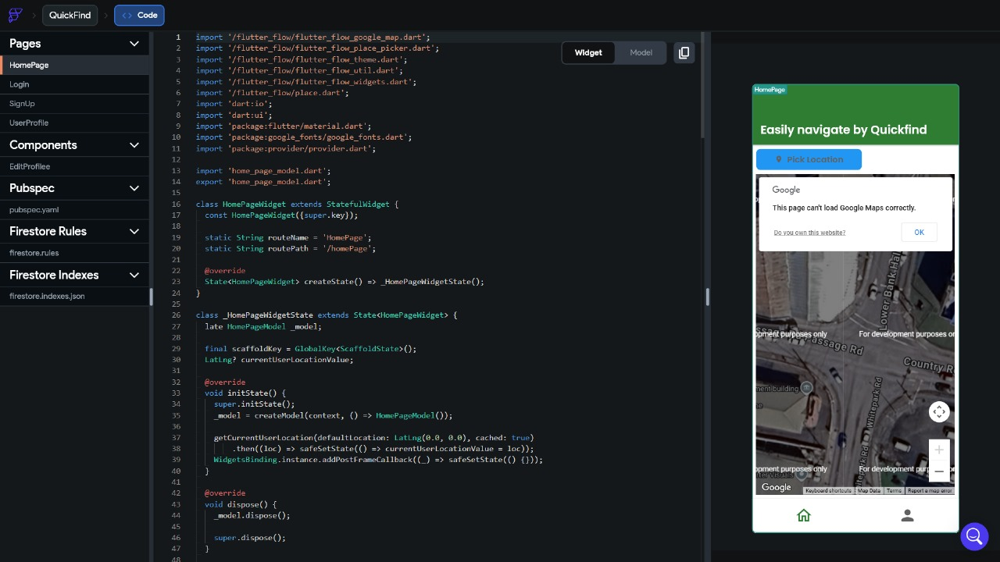 QuickFind
<> Code
Pages
HomePage
Login
SignUp
UserProfile
Components
EditProfilee
Pubspec
pubspec.yaml
Firestore Rules
firestore.rules
Firestore Indexes
firestore.indexes.json
Widget
Model
1 import '/flutter_flow/flutter_flow_google_map.dart';
2 import '/flutter_flow/flutter_flow_place_picker.dart';
3 import '/flutter_flow/flutter_flow_theme.dart';
4 import '/flutter_flow/flutter_flow_util.dart';
5 import '/flutter_flow/flutter_flow_widgets.dart';
6 import '/flutter_flow/place.dart';
7 import 'dart:io';
8 import 'dart:ui';
9 import 'package:flutter/material.dart';
10 import 'package:google_fonts/google_fonts.dart';
11 import 'package:provider/provider.dart';
12
13 import 'home_page_model.dart';
14 export 'home_page_model.dart';
15
16 class HomePageWidget extends StatefulWidget {
17 const HomePageWidget({super.key});
18
19 static String routeName = 'HomePage';
20 static String routePath = '/homePage';
21
22 @override
23 State<HomePageWidget> createState() => _HomePageWidgetState();
24 }
25
26 class _HomePageWidgetState extends State<HomePageWidget> {
27 late HomePageModel _model;
28
29 final scaffoldKey = GlobalKey<ScaffoldState>();
30 LatLng? currentUserLocationValue;
31
32 @override
33 void initState() {
34 super.initState();
35 _model = createModel(context, () => HomePageModel());
36
37 getCurrentUserLocation(defaultLocation: LatLng(0.0, 0.0), cached: true)
38 .then((loc) => safeSetState(() => currentUserLocationValue = loc));
39 WidgetsBinding.instance.addPostFrameCallback((_) => safeSetState(() {}));
40 }
41
42 @override
43 void dispose() {
44 _model.dispose();
45
46 super.dispose();
47 }
48
HomePage
Easily navigate by Quickfind
Pick Location
Google
This page can't load Google Maps correctly.
Do you own this website?
OK
Lower Bank Hall
opment purposes only
For development purposes on
Passage Rd
Country R
ment building
Whitepark Rd
Whitepark Rd
opment purposes only
For development purp
Google
Keyboard shortcuts
Map Data
Terms
Report a map error